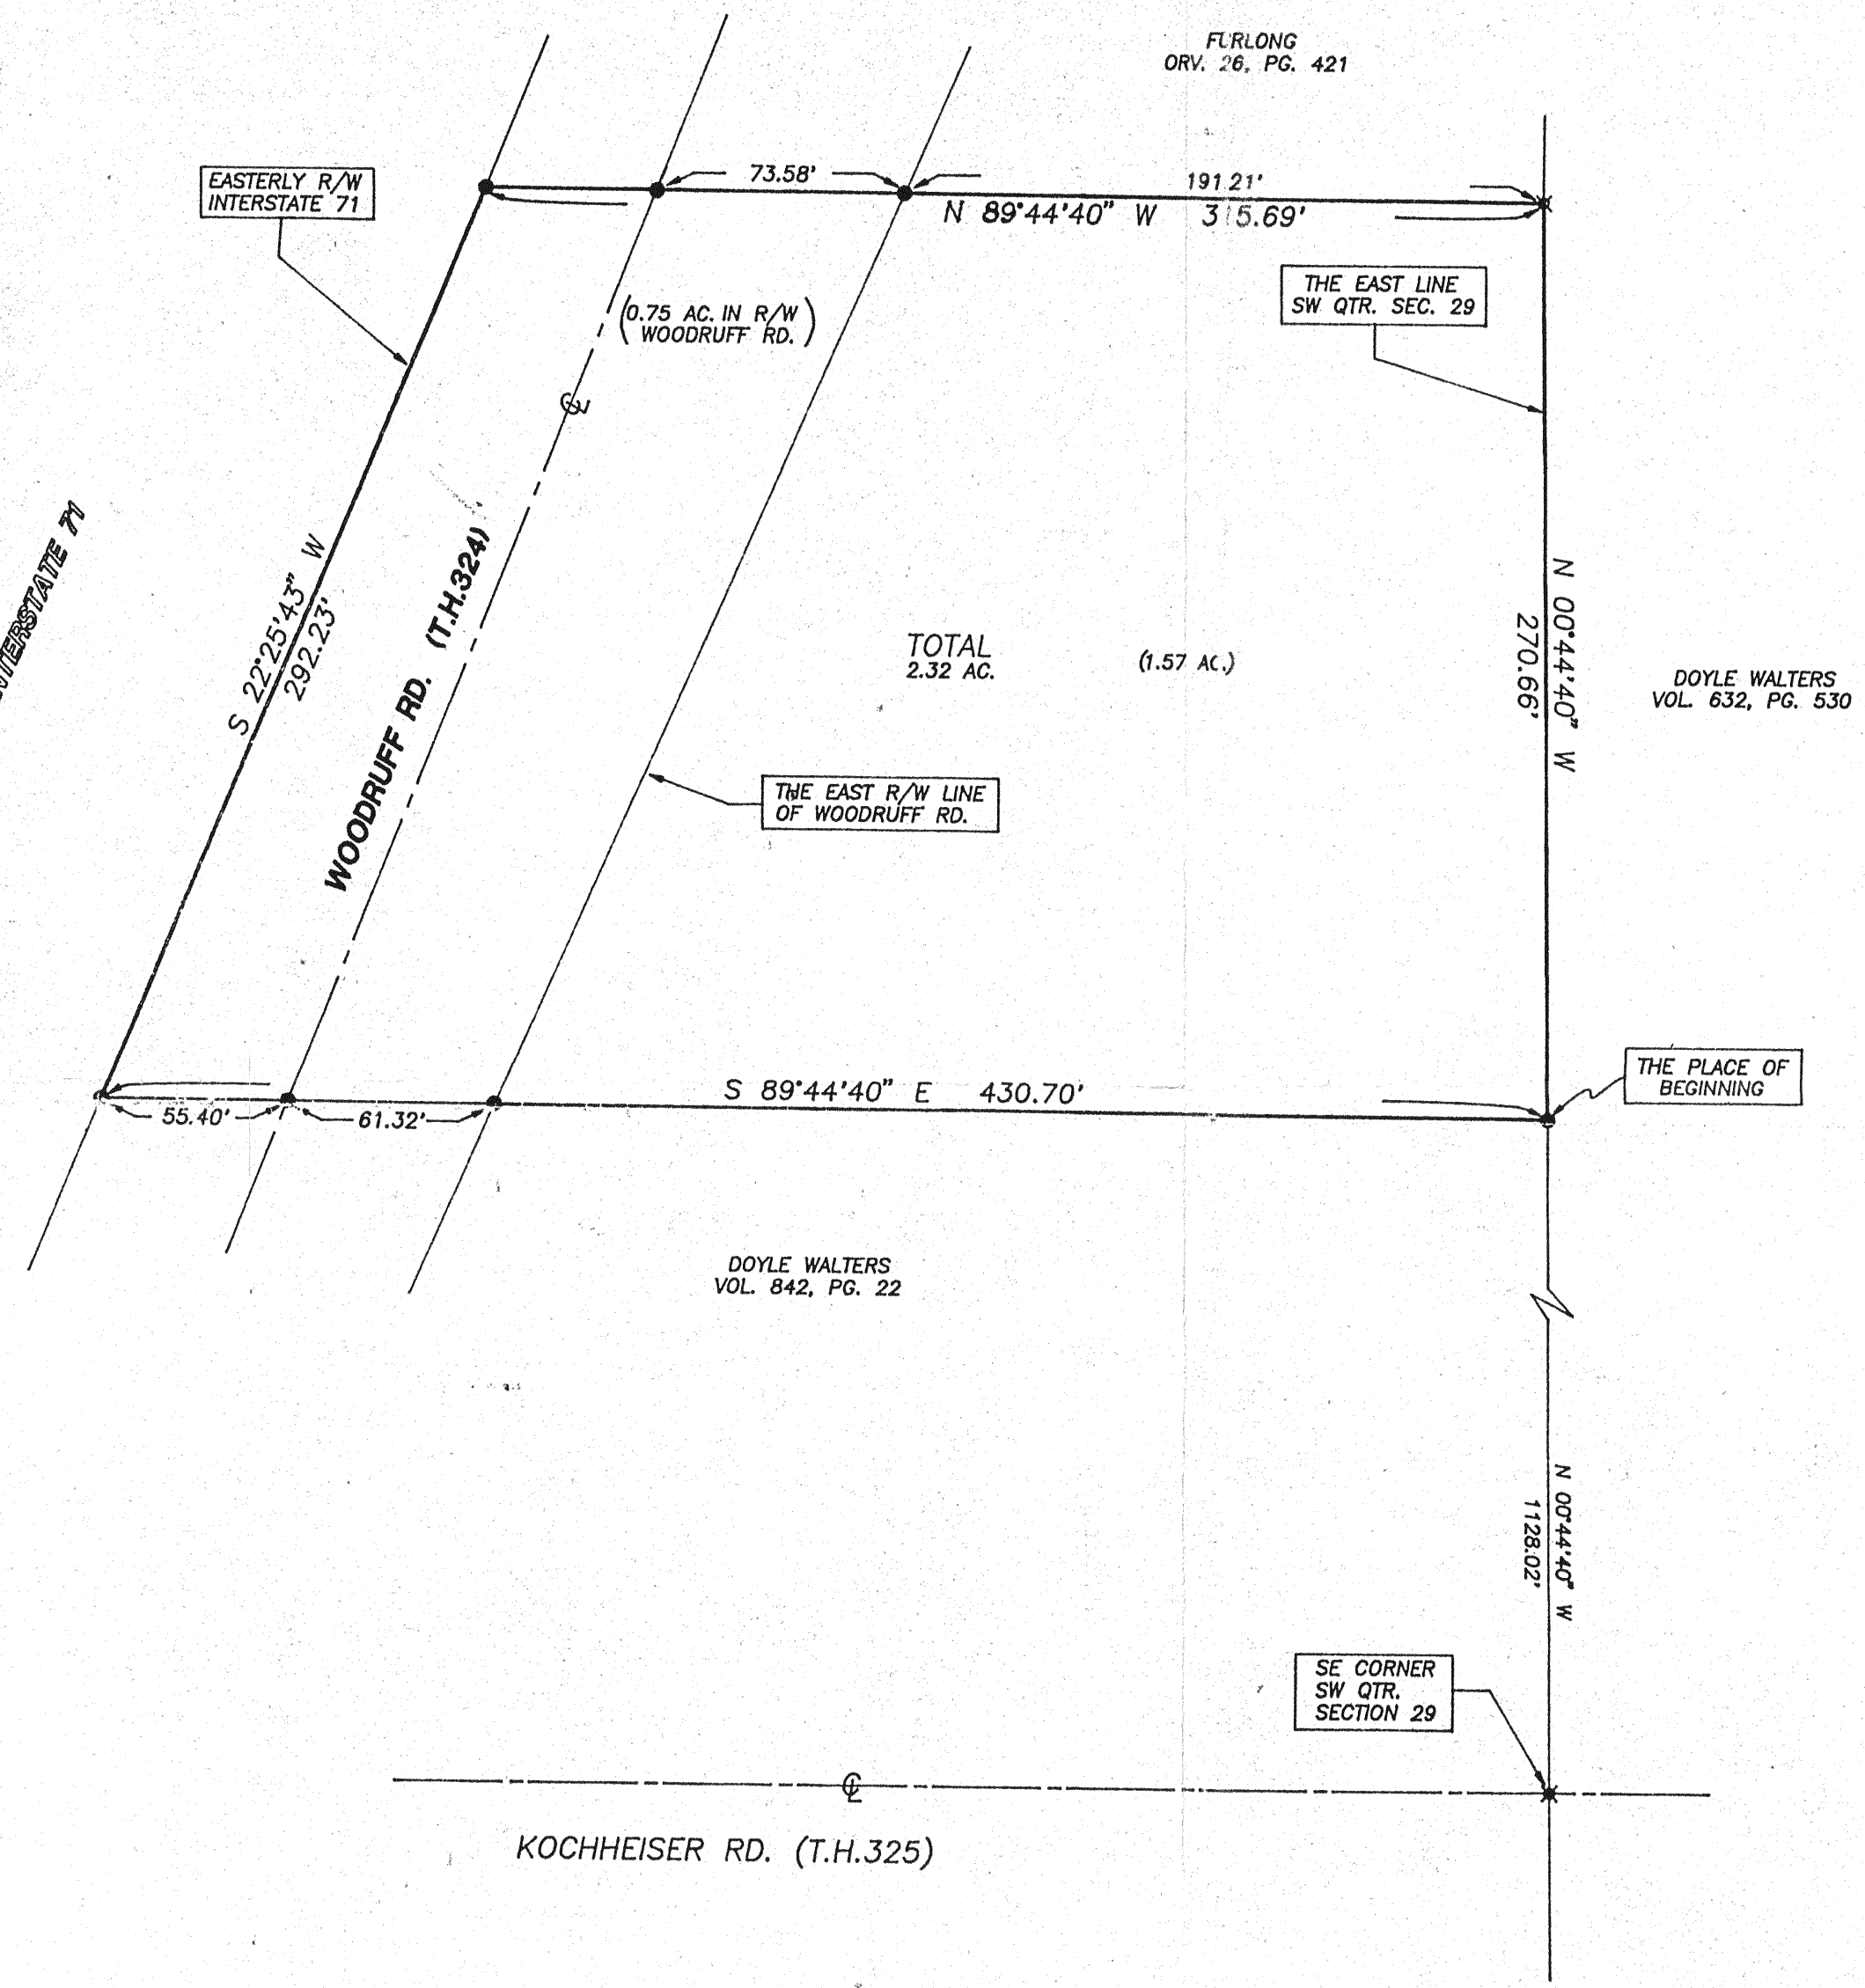 FURLONG
ORV. 26, PG. 421
EASTERLY R/W
INTERSTATE 71
73.58'
191.21'
N 89°44'40" W 315.69'
THE EAST LINE
SW QTR. SEC. 29
(0.75 AC. IN R/W
WOODRUFF RD.)
INTERSTATE 71
S 22°25'43" W
292.23'
WOODRUFF RD. (T.H.324)
TOTAL
2.32 AC.
(1.57 AC.)
N 00°44'40" W
270.66'
DOYLE WALTERS
VOL. 632, PG. 530
THE EAST R/W LINE
OF WOODRUFF RD.
S 89°44'40" E 430.70'
55.40'
61.32'
THE PLACE OF
BEGINNING
DOYLE WALTERS
VOL. 842, PG. 22
N 00°44'40" W
1128.02'
SE CORNER
SW QTR.
SECTION 29
KOCHHEISER RD. (T.H.325)